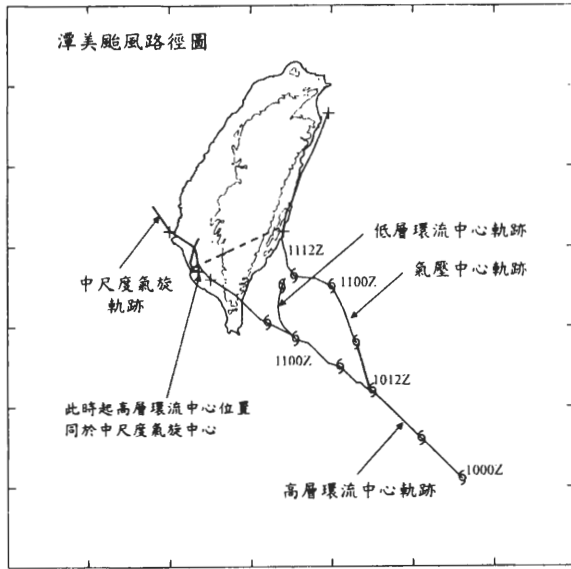 潭美颱風路徑圖
1112Z
低層環流中心軌跡
氣壓中心軌跡
中尺度氣旋
軌跡
1100Z
1100Z
1012Z
此時起高層環流中心位置
同於中尺度氣旋中心
1000Z
高層環流中心軌跡